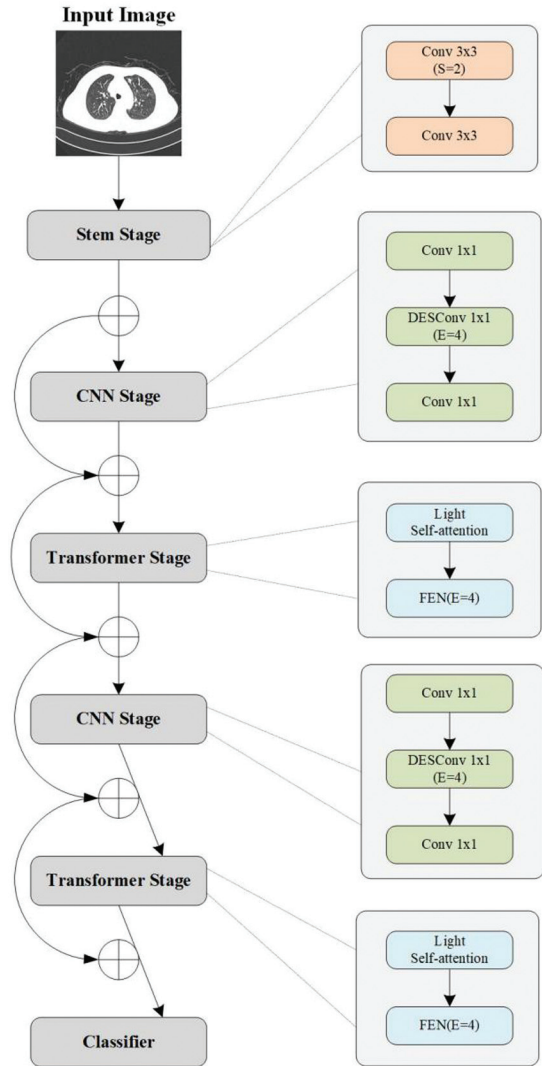 Input Image
Stem Stage
CNN Stage
Transformer Stage
CNN Stage
Transformer Stage
Classifier
Conv 3x3
(S=2)
Conv 3x3
Conv 1x1
DESConv 1x1
(E=4)
Conv 1x1
Light
Self-attention
FEN(E=4)
Conv 1x1
DESConv 1x1
(E=4)
Conv 1x1
Light
Self-attention
FEN(E=4)